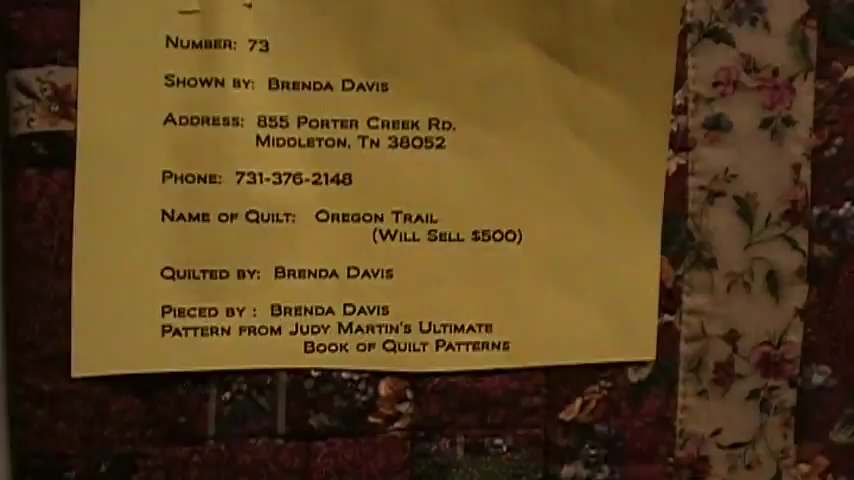 Number: 73
Shown by: Brenda Davis
Address: 855 Porter Creek Rd.
Middleton, Tn 38052
Phone: 731-376-2148
Name of Quilt: Oregon Trail
(Will Sell $500)
Quilted by: Brenda Davis
Pieced by : Brenda Davis
Pattern from Judy Martin's Ultimate
Book of Quilt Patterns